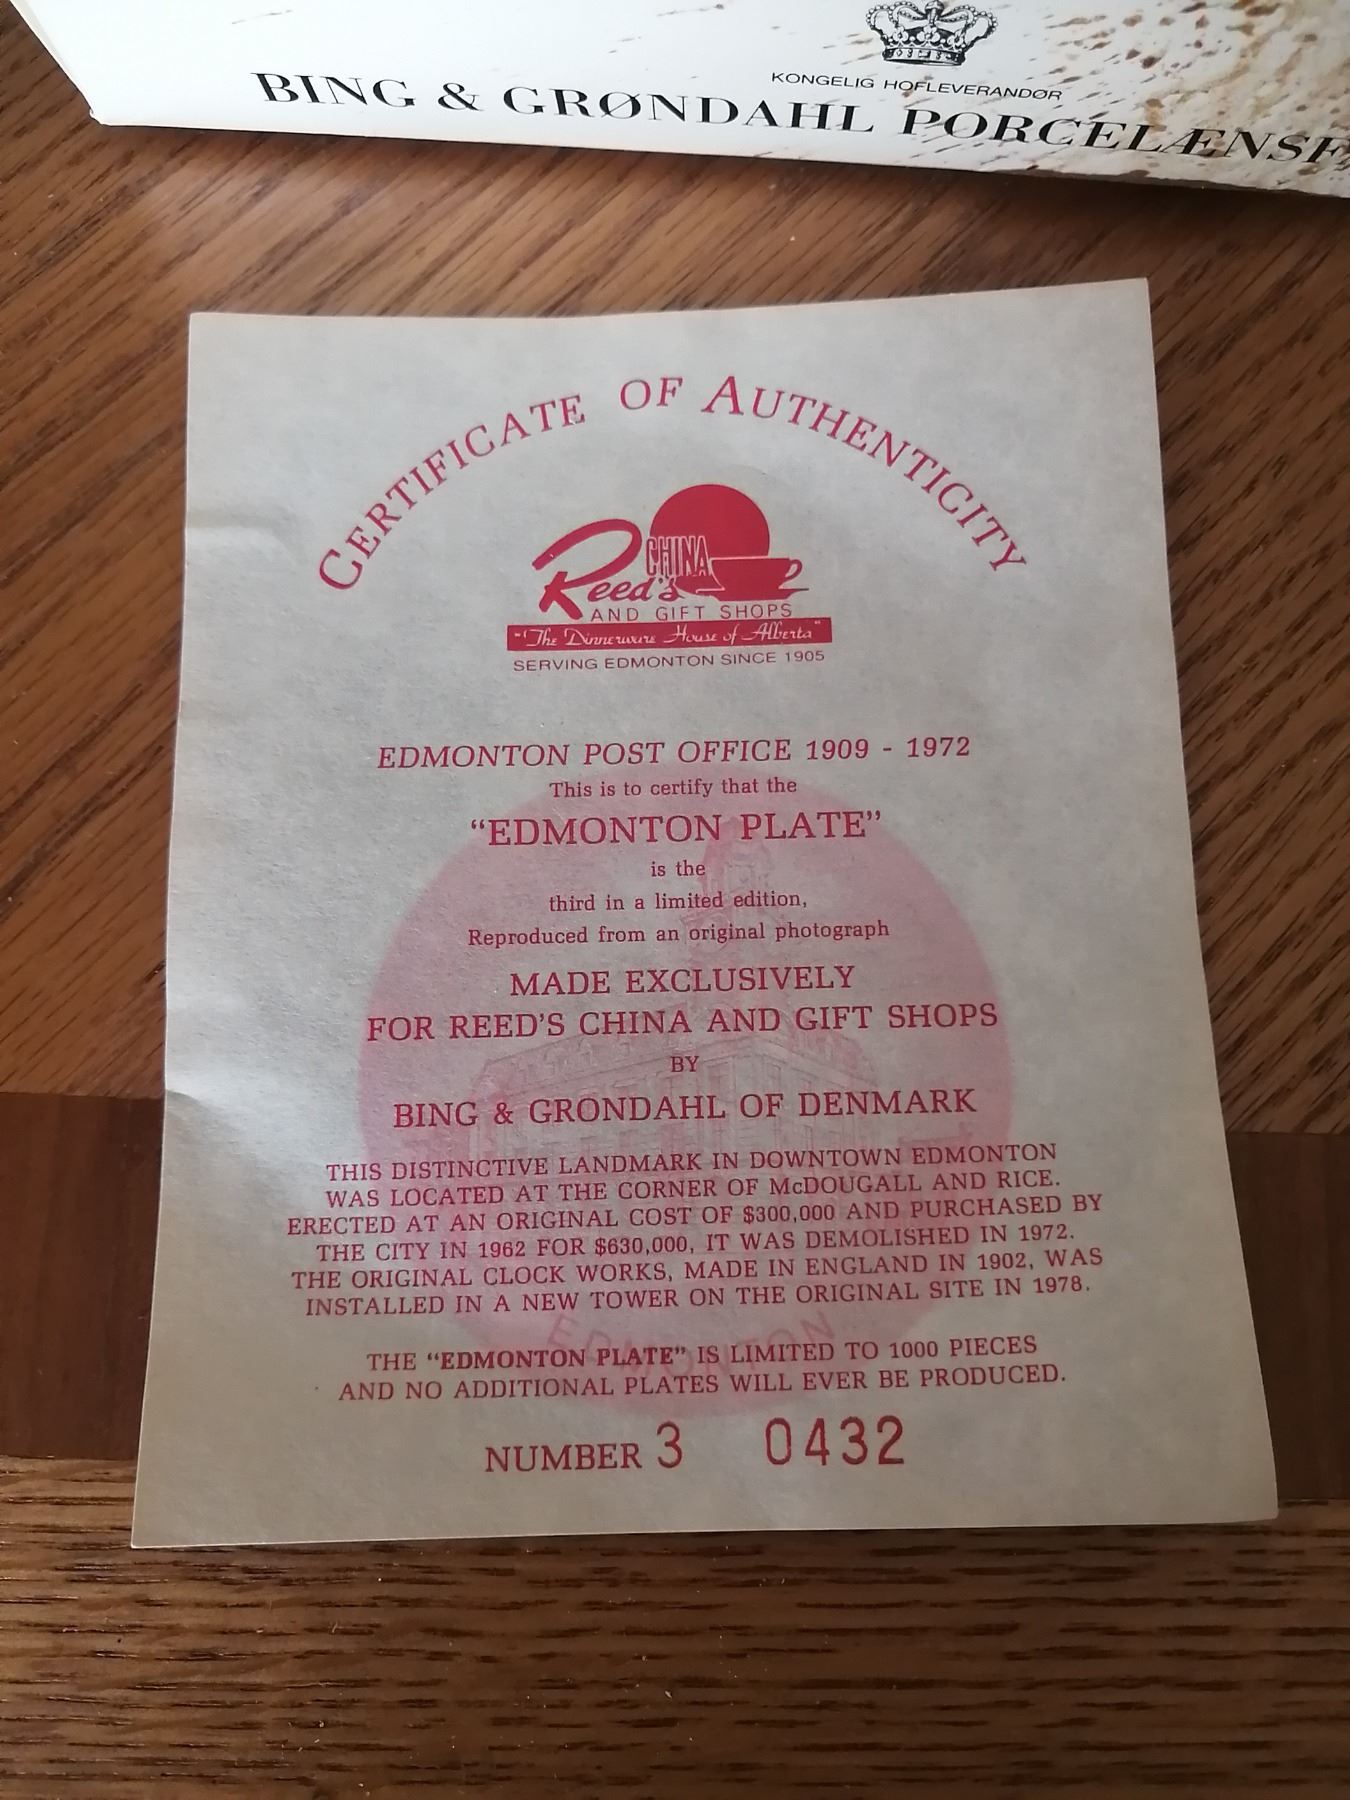 KONGELIG HOFLEVERANDØR
BING & GRØNDAHL
CERTIFICATE OF AUTHENTICITY
Reed's CHINA
AND GIFT SHOPS
"The Dinnerware House of Alberta"
SERVING EDMONTON SINCE 1905
EDMONTON POST OFFICE 1909 - 1972
This is to certify that the
“EDMONTON PLATE”
is the
third in a limited edition,
Reproduced from an original photograph
MADE EXCLUSIVELY
FOR REED'S CHINA AND GIFT SHOPS
BY
BING & GRONDAHL OF DENMARK
THIS DISTINCTIVE LANDMARK IN DOWNTOWN EDMONTON
WAS LOCATED AT THE CORNER OF McDOUGALL AND RICE.
ERECTED AT AN ORIGINAL COST OF $300,000 AND PURCHASED BY
THE CITY IN 1962 FOR $630,000, IT WAS DEMOLISHED IN 1972.
THE ORIGINAL CLOCK WORKS, MADE IN ENGLAND IN 1902, WAS
INSTALLED IN A NEW TOWER ON THE ORIGINAL SITE IN 1978.
EDMONTON
THE “EDMONTON PLATE” IS LIMITED TO 1000 PIECES
AND NO ADDITIONAL PLATES WILL EVER BE PRODUCED.
NUMBER 3 0432